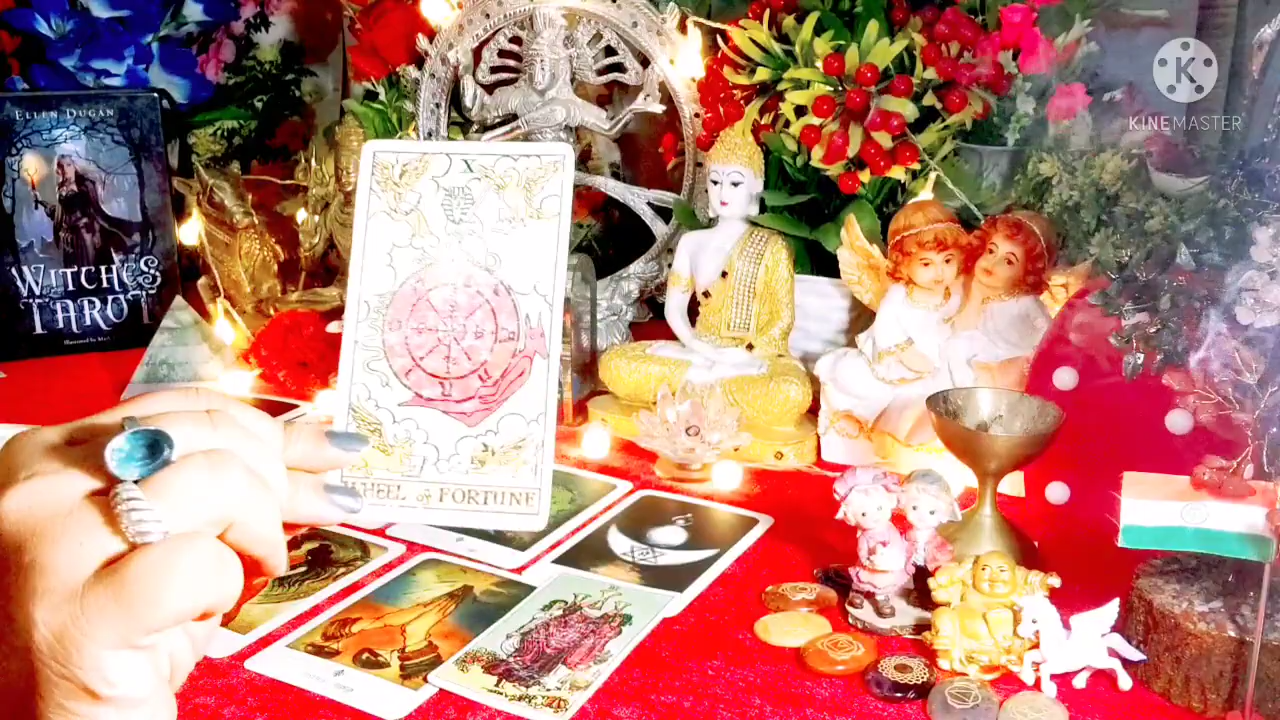 ELLEN DUGAN
WITCHES
TAROT
X
WHEEL of FORTUNE
KINEMASTER